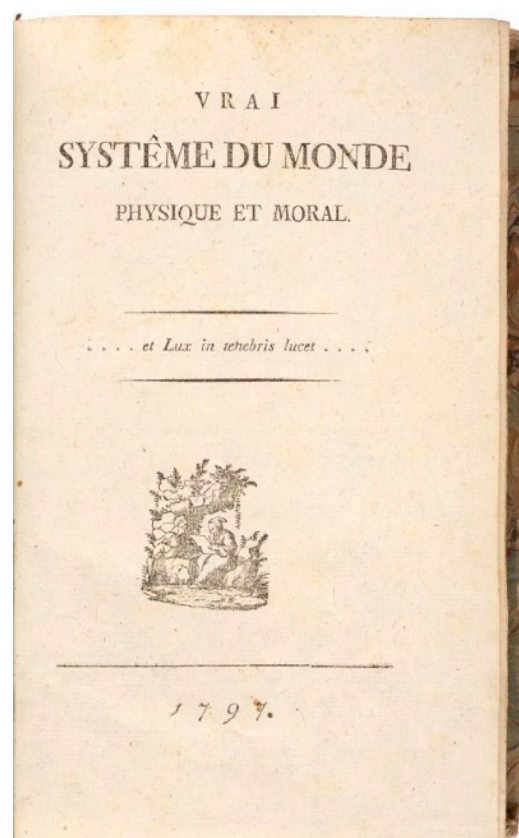 VRAI
SYSTÊME DU MONDE
PHYSIQUE ET MORAL.
. . . . et Lux in tenebris lucet . . . .
1797.